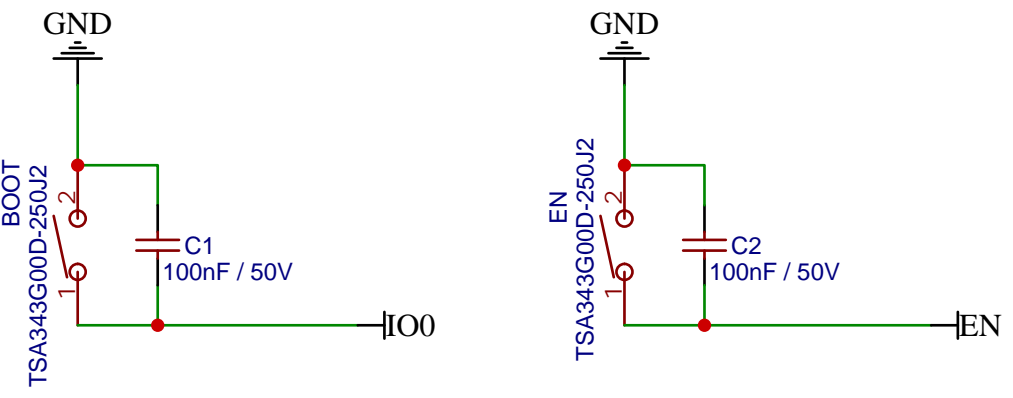 GND
BOOT
TSA343G00D-250J2
2
1
C1
100nF / 50V
IO0
GND
EN
TSA343G00D-250J2
2
1
C2
100nF / 50V
EN